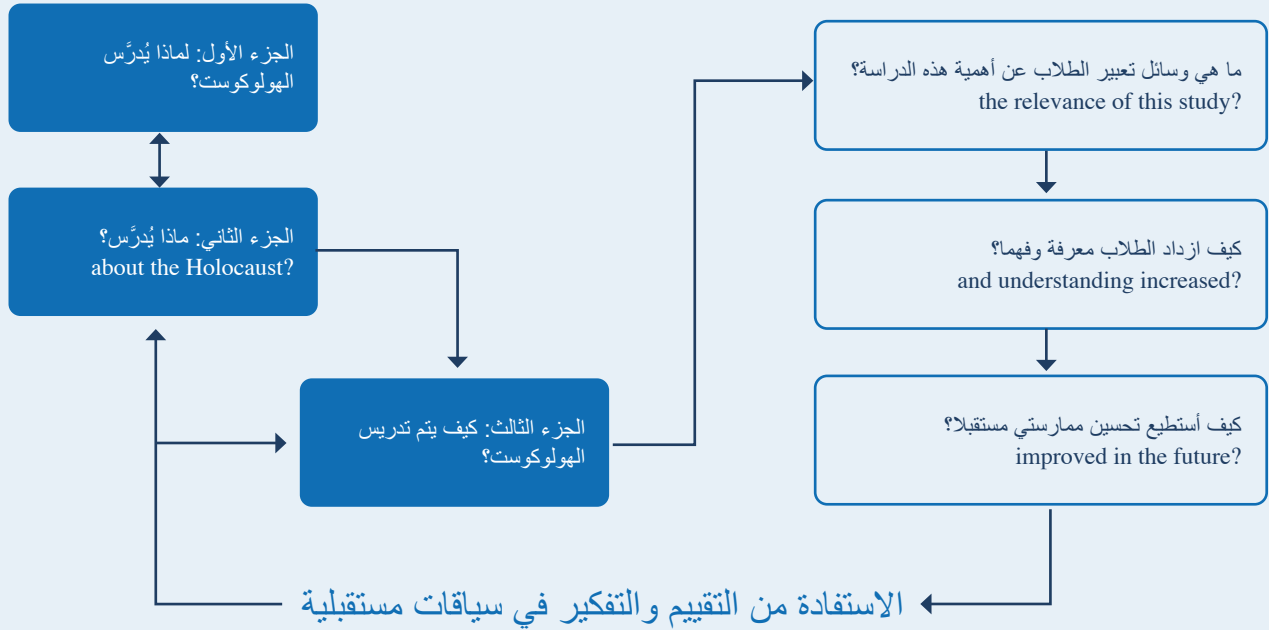 الجزء الأول: لماذا يُدرَّس
الهولوكوست؟
الجزء الثاني: ماذا يُدرَّس؟
about the Holocaust?
الجزء الثالث: كيف يتم تدريس
الهولوكوست؟
ما هي وسائل تعبير الطلاب عن أهمية هذه الدراسة؟
the relevance of this study?
كيف ازداد الطلاب معرفة وفهما؟
and understanding increased?
كيف أستطيع تحسين ممارستي مستقبلا؟
improved in the future?
الاستفادة من التقييم والتفكير في سياقات مستقبلية